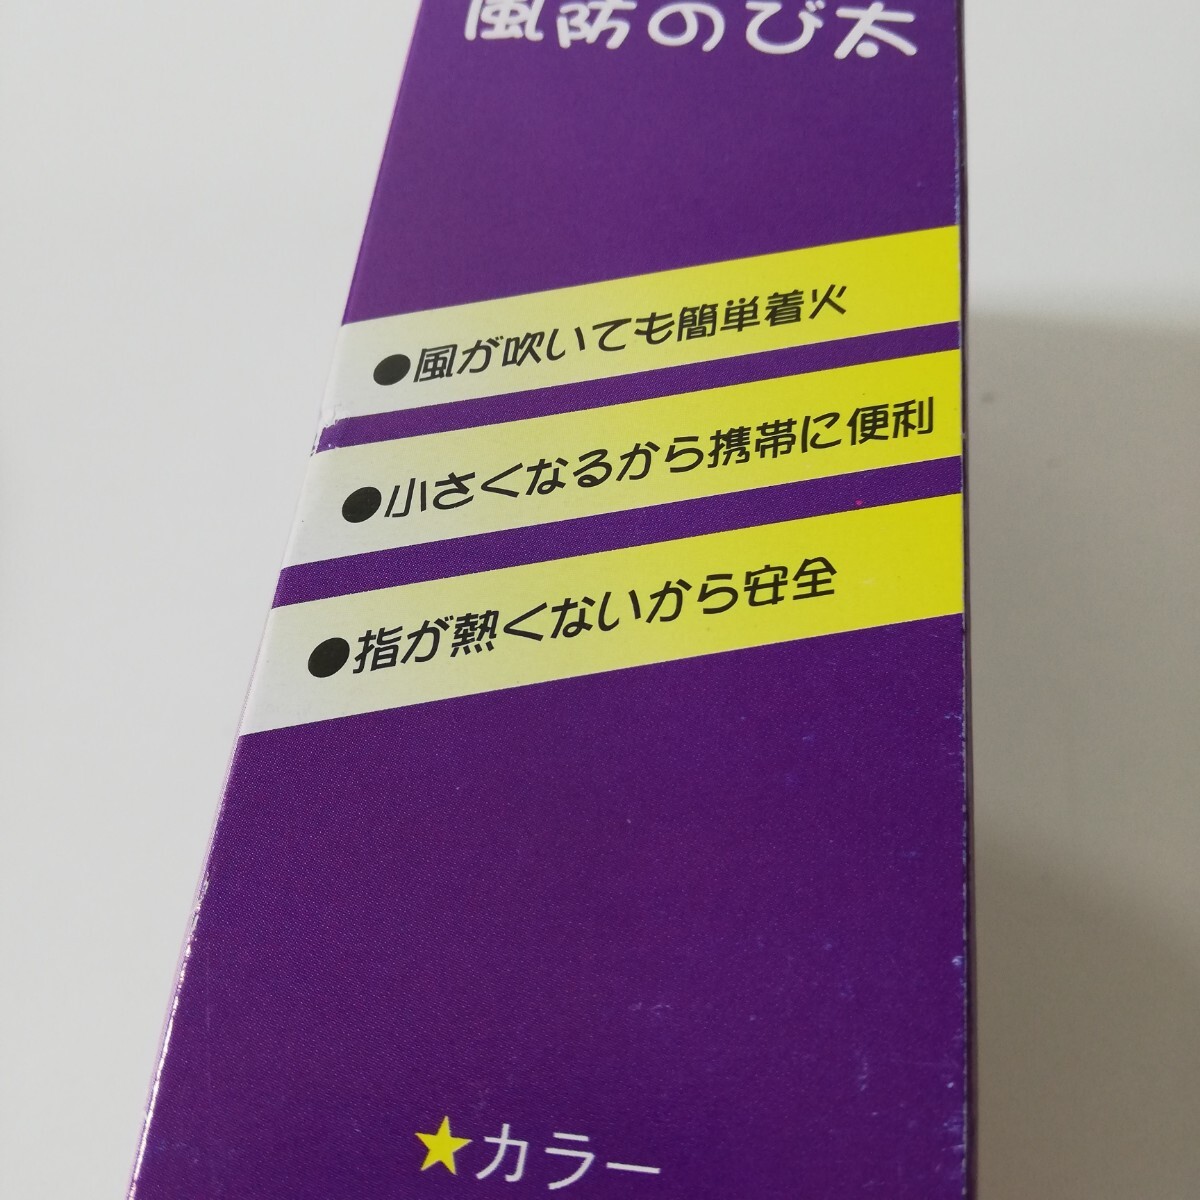 風防のび太
●風が吹いても簡単着火
●小さくなるから携帯に便利
●指が熱くないから安全
★カラー